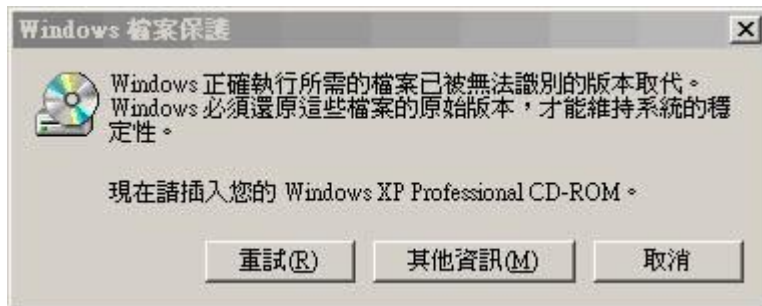 Windows 檔案保護
Windows 正確執行所需的檔案已被無法識別的版本取代。
Windows 必須還原這些檔案的原始版本，才能維持系統的穩
定性。
現在請插入您的 Windows XP Professional CD-ROM。
重試(R) 其他資訊(M) 取消